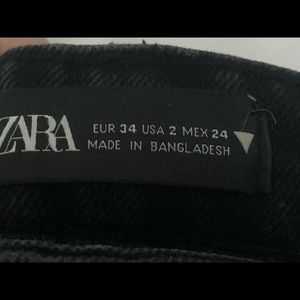 ZARA
EUR 34 USA 2 MEX 24
MADE IN BANGLADESH